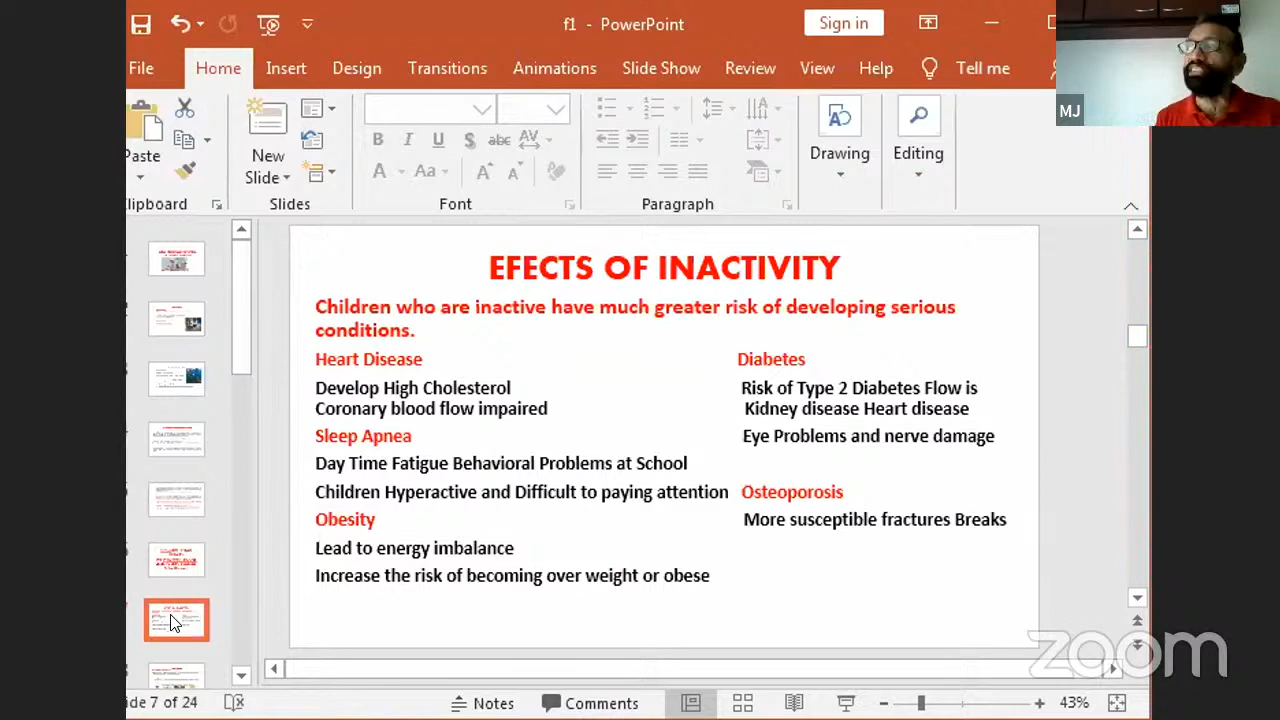 f1 - PowerPoint
Sign in
File Home Insert Design Transitions Animations Slide Show Review View Help Tell me
MJ
Paste
New
Slide
Drawing
Editing
B I U S abc AV
A Aa A A
lipboard
Slides
Font
Paragraph
EFECTS OF INACTIVITY
Children who are inactive have much greater risk of developing serious
conditions.
Heart Disease
Develop High Cholesterol
Coronary blood flow impaired
Sleep Apnea
Day Time Fatigue Behavioral Problems at School
Children Hyperactive and Difficult to paying attention
Obesity
Lead to energy imbalance
Increase the risk of becoming over weight or obese
Diabetes
Risk of Type 2 Diabetes Flow is
Kidney disease Heart disease
Eye Problems and nerve damage
Osteoporosis
More susceptible fractures Breaks
zoom
ide 7 of 24
Notes
Comments
43%